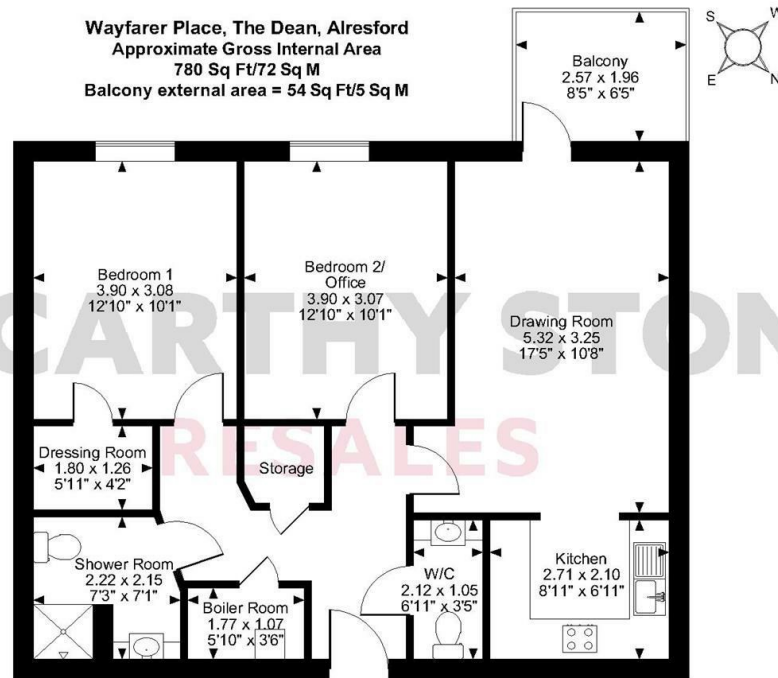 Wayfarer Place, The Dean, Alresford
Approximate Gross Internal Area
780 Sq Ft/72 Sq M
Balcony external area = 54 Sq Ft/5 Sq M
S
W
E
N
Balcony
2.57 x 1.96
8'5" x 6'5"
Bedroom 1
3.90 x 3.08
12'10" x 10'1"
Bedroom 2/
Office
3.90 x 3.07
12'10" x 10'1"
Drawing Room
5.32 x 3.25
17'5" x 10'8"
CARTHY STON
RESALES
Dressing Room
1.80 x 1.26
5'11" x 4'2"
Storage
Shower Room
2.22 x 2.15
7'3" x 7'1"
Boiler Room
1.77 x 1.07
5'10" x 3'6"
W/C
2.12 x 1.05
6'11" x 3'5"
Kitchen
2.71 x 2.10
8'11" x 6'11"